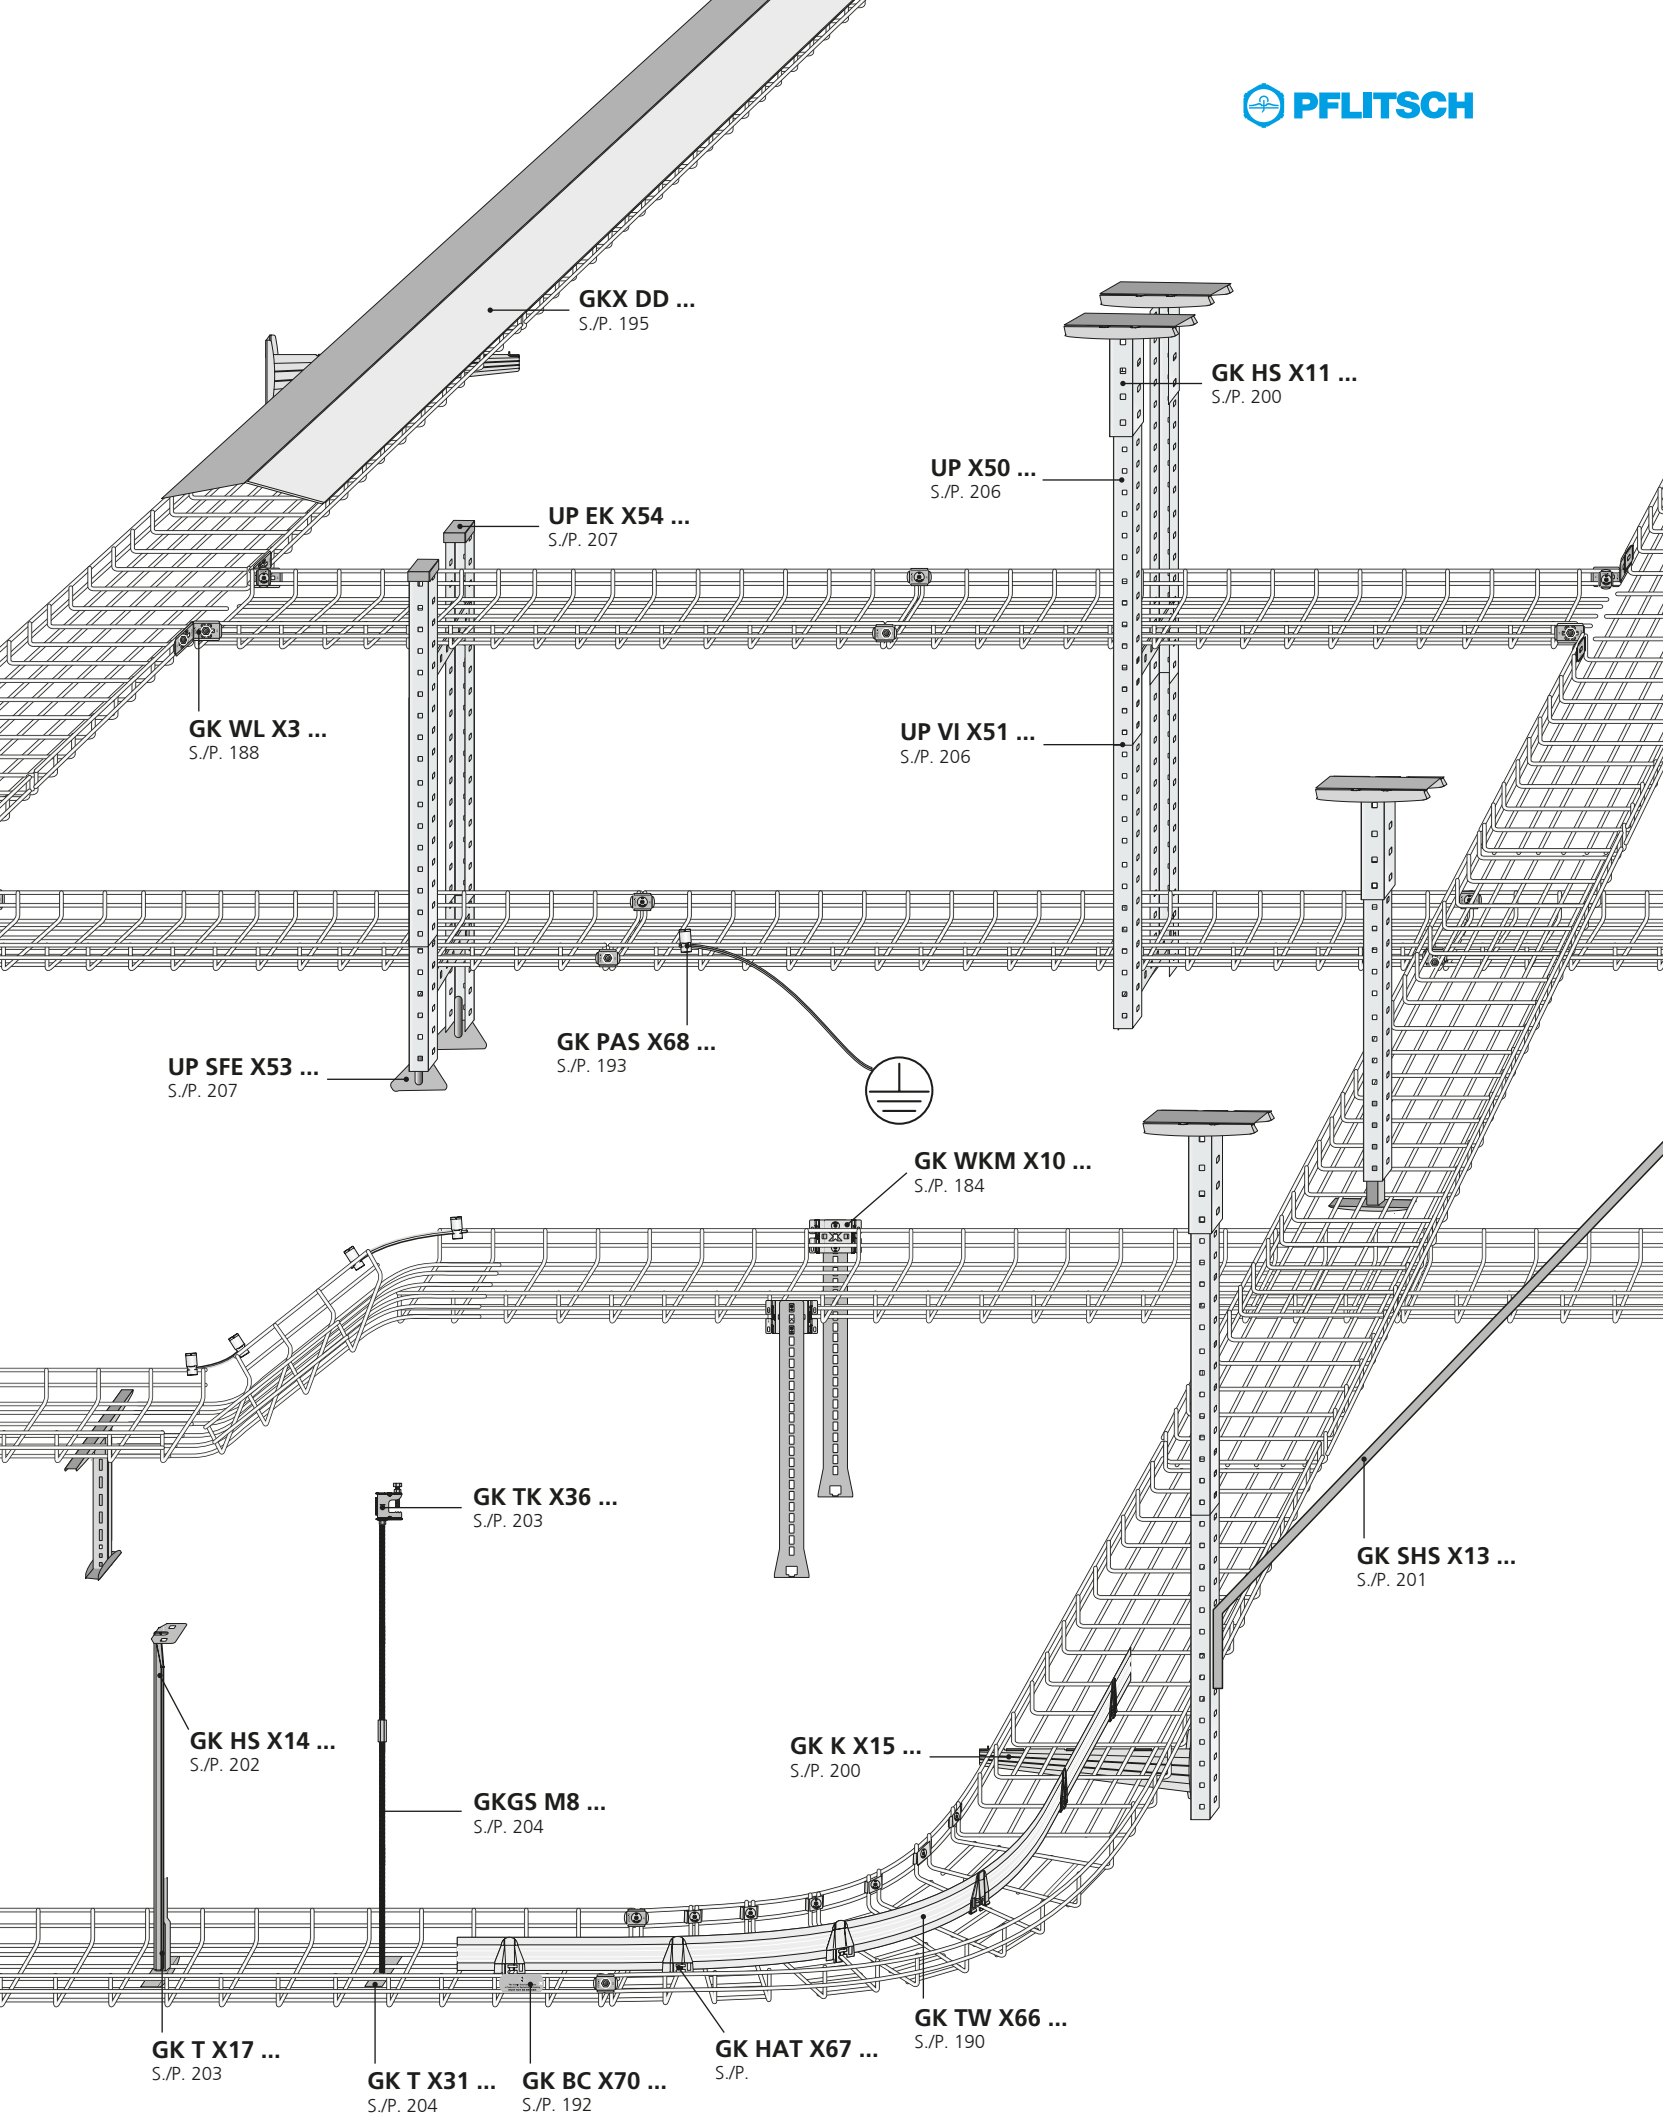 PFLITSCH
GKX DD ...
S./P. 195
GK HS X11 ...
S./P. 200
UP X50 ...
S./P. 206
UP EK X54 ...
S./P. 207
GK WL X3 ...
S./P. 188
UP VI X51 ...
S./P. 206
GK PAS X68 ...
S./P. 193
UP SFE X53 ...
S./P. 207
GK WKM X10 ...
S./P. 184
GK TK X36 ...
S./P. 203
GK SHS X13 ...
S./P. 201
GK HS X14 ...
S./P. 202
GK K X15 ...
S./P. 200
GKGS M8 ...
S./P. 204
GK TW X66 ...
S./P. 190
GK T X17 ...
S./P. 203
GK HAT X67 ...
S./P.
GK T X31 ...
S./P. 204
GK BC X70 ...
S./P. 192